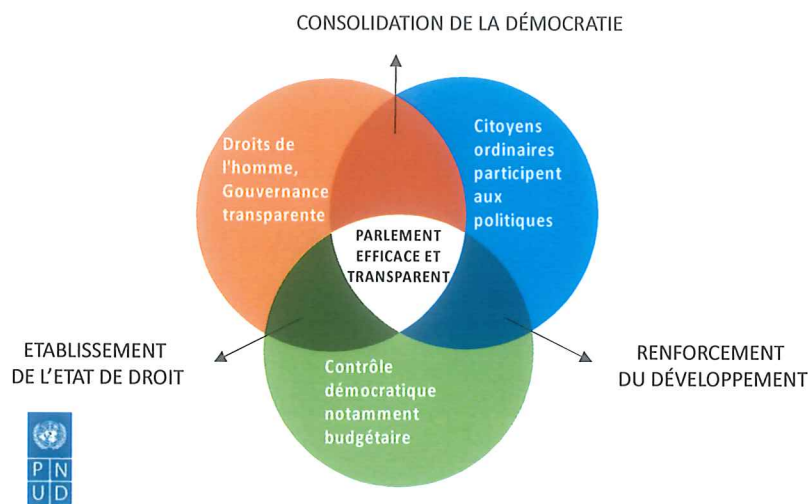 CONSOLIDATION DE LA DÉMOCRATIE
Droits de
l'homme,
Gouvernance
transparente
Citoyens
ordinaires
participent
aux
politiques
PARLEMENT
EFFICACE ET
TRANSPARENT
ETABLISSEMENT
DE L'ETAT DE DROIT
RENFORCEMENT
DU DÉVELOPPEMENT
Contrôle
démocratique
notamment
budgétaire
P N
U D